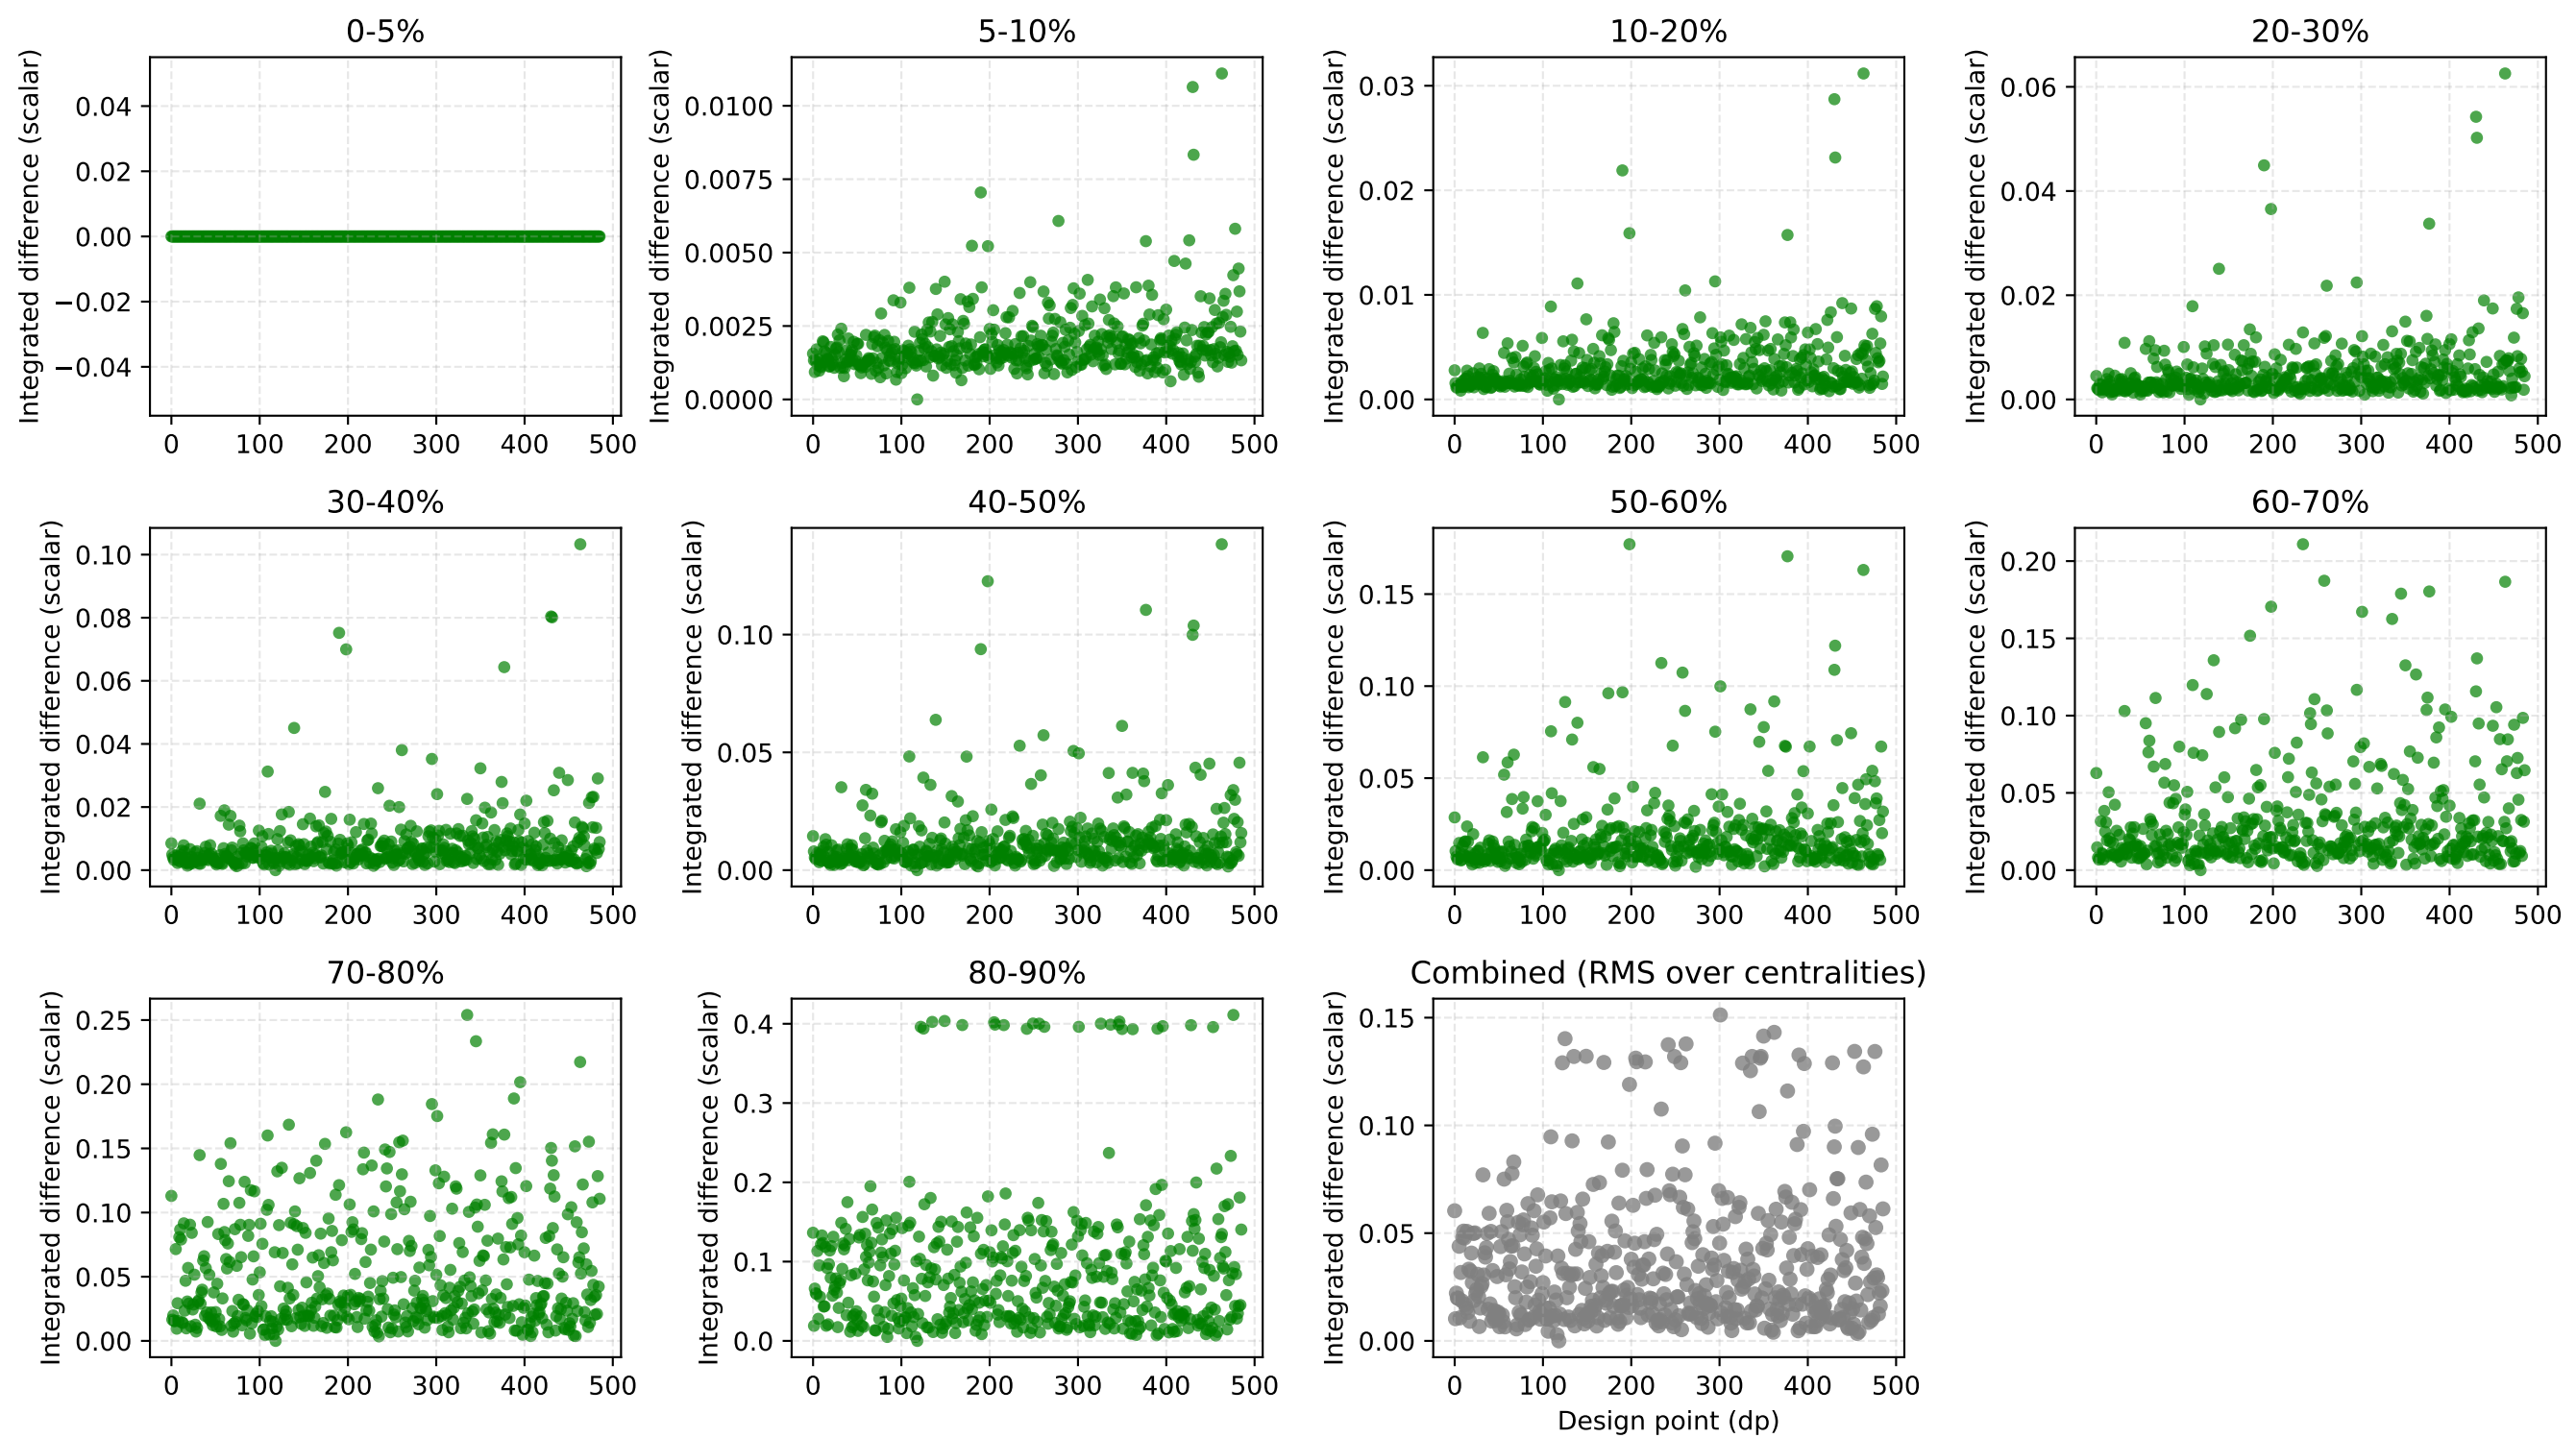 0-5%
5-10%
10-20%
20-30%
Integrated difference (scalar)
0.04
0.02
0.00
−0.02
−0.04
0 100 200 300 400 500
Integrated difference (scalar)
0.0100
0.0075
0.0050
0.0025
0.0000
0 100 200 300 400 500
Integrated difference (scalar)
0.03
0.02
0.01
0.00
0 100 200 300 400 500
Integrated difference (scalar)
0.06
0.04
0.02
0.00
0 100 200 300 400 500
30-40%
40-50%
50-60%
60-70%
Integrated difference (scalar)
0.10
0.08
0.06
0.04
0.02
0.00
0 100 200 300 400 500
Integrated difference (scalar)
0.10
0.05
0.00
0 100 200 300 400 500
Integrated difference (scalar)
0.15
0.10
0.05
0.00
0 100 200 300 400 500
Integrated difference (scalar)
0.20
0.15
0.10
0.05
0.00
0 100 200 300 400 500
70-80%
80-90%
Combined (RMS over centralities)
Integrated difference (scalar)
0.25
0.20
0.15
0.10
0.05
0.00
0 100 200 300 400 500
Integrated difference (scalar)
0.4
0.3
0.2
0.1
0.0
0 100 200 300 400 500
Integrated difference (scalar)
0.15
0.10
0.05
0.00
0 100 200 300 400 500
Design point (dp)